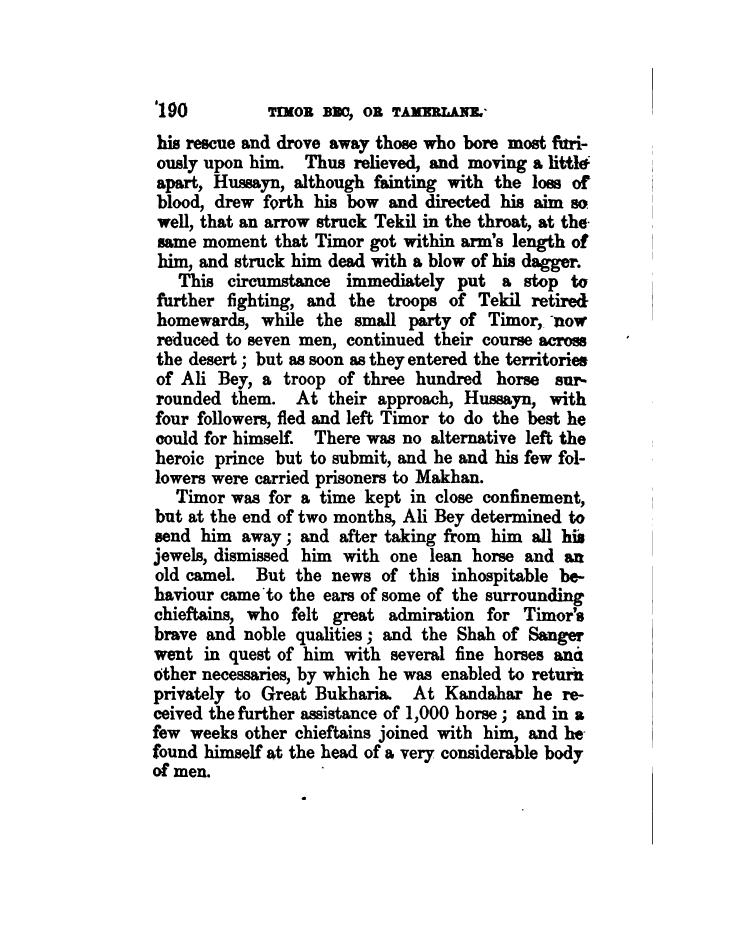 190 TIMOR BEC, OR TAMERLANE.
his rescue and drove away those who bore most furi-
ously upon him. Thus relieved, and moving a little
apart, Hussayn, although fainting with the loss of
blood, drew forth his bow and directed his aim so
well, that an arrow struck Tekil in the throat, at the
same moment that Timor got within arm's length of
him, and struck him dead with a blow of his dagger.
This circumstance immediately put a stop to
further fighting, and the troops of Tekil retired
homewards, while the small party of Timor, now
reduced to seven men, continued their course across
the desert; but as soon as they entered the territories
of Ali Bey, a troop of three hundred horse sur-
rounded them. At their approach, Hussayn, with
four followers, fled and left Timor to do the best he
could for himself. There was no alternative left the
heroic prince but to submit, and he and his few fol-
lowers were carried prisoners to Makhan.
Timor was for a time kept in close confinement,
but at the end of two months, Ali Bey determined to
send him away; and after taking from him all his
jewels, dismissed him with one lean horse and an
old camel. But the news of this inhospitable be-
haviour came to the ears of some of the surrounding
chieftains, who felt great admiration for Timor's
brave and noble qualities; and the Shah of Sanger
went in quest of him with several fine horses and
other necessaries, by which he was enabled to return
privately to Great Bukharia. At Kandahar he re-
ceived the further assistance of 1,000 horse; and in a
few weeks other chieftains joined with him, and he
found himself at the head of a very considerable body
of men.